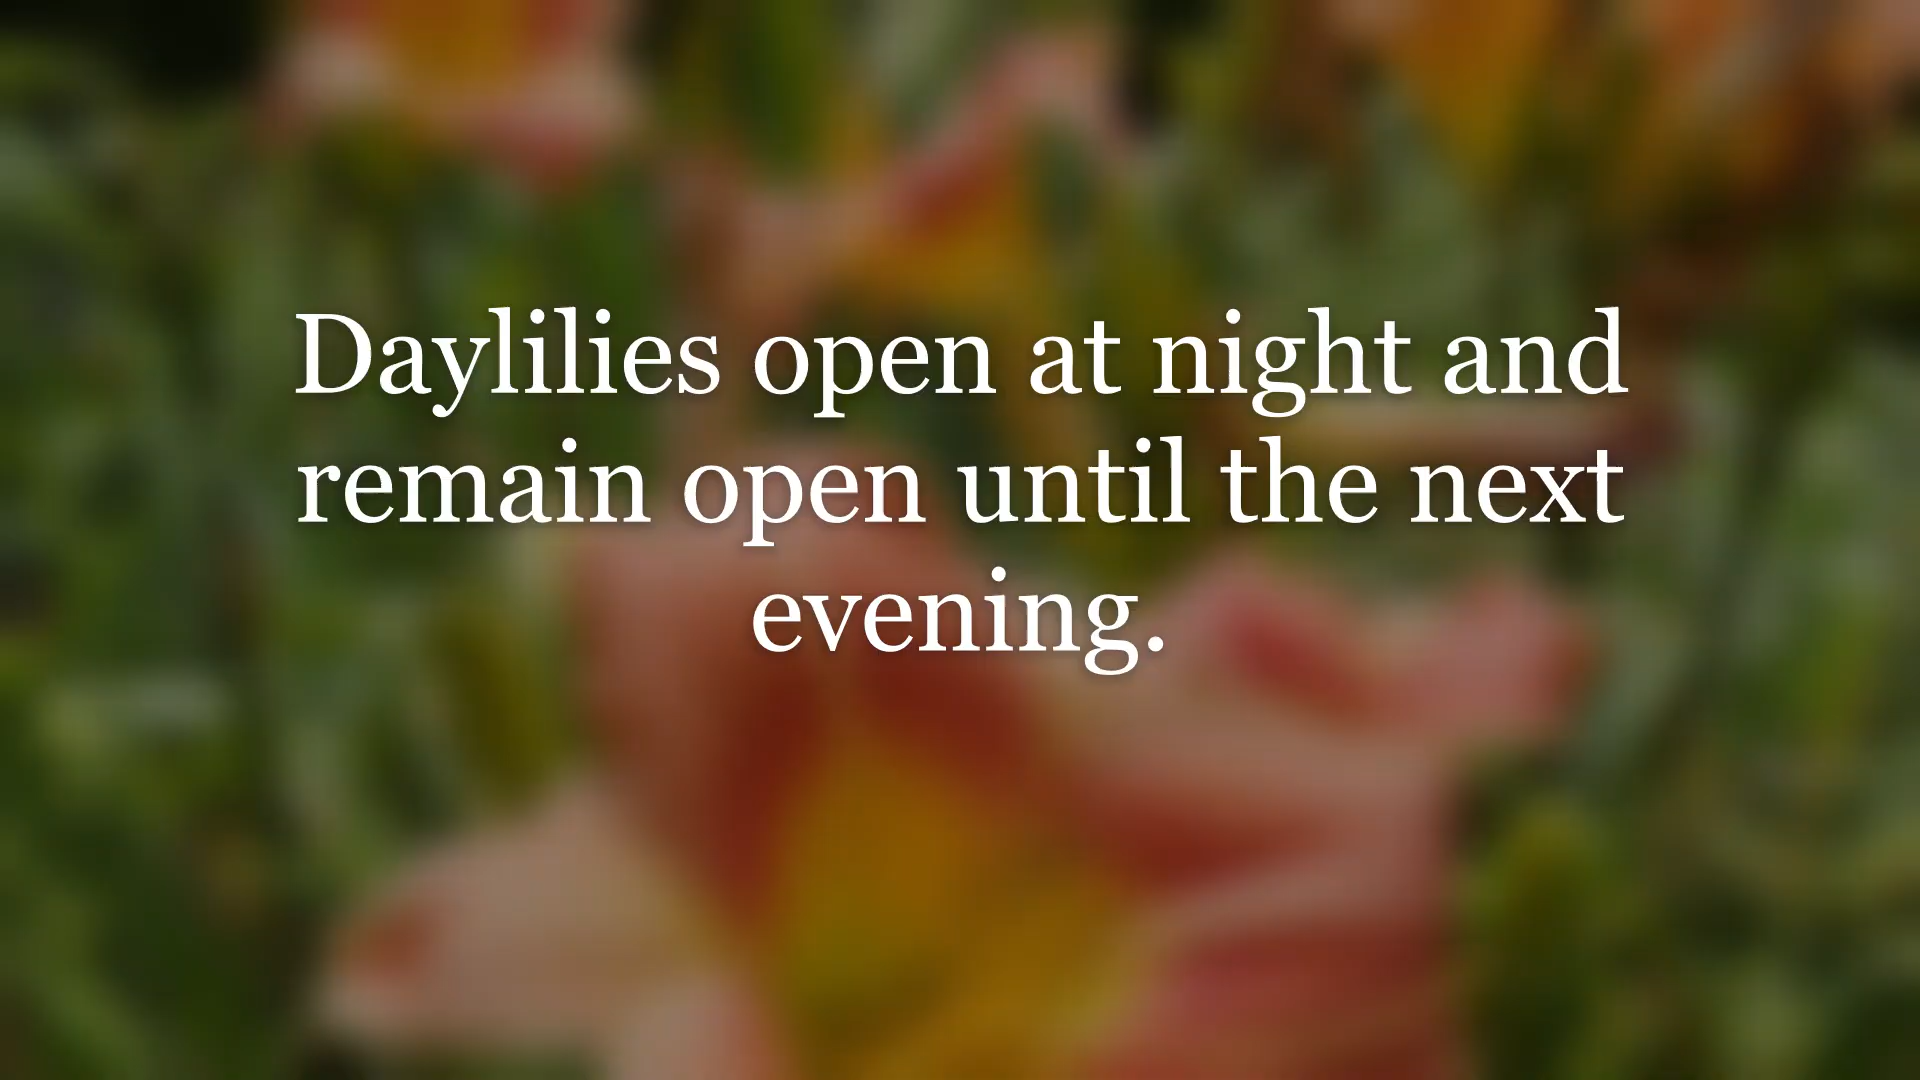 Daylilies open at night and
remain open until the next
evening.